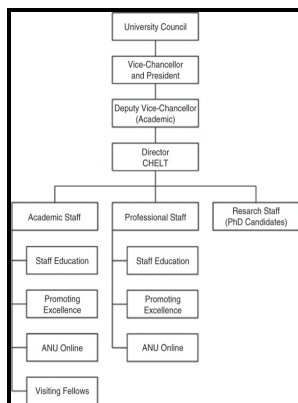 University Council
Vice-Chancellor
and President
Deputy Vice-Chancellor
(Academic)
Director
CHELT
Academic Staff
Professional Staff
Resarch Staff
(PhD Candidates)
Staff Education
Staff Education
Promoting
Excellence
Promoting
Excellence
ANU Online
ANU Online
Visiting Fellows